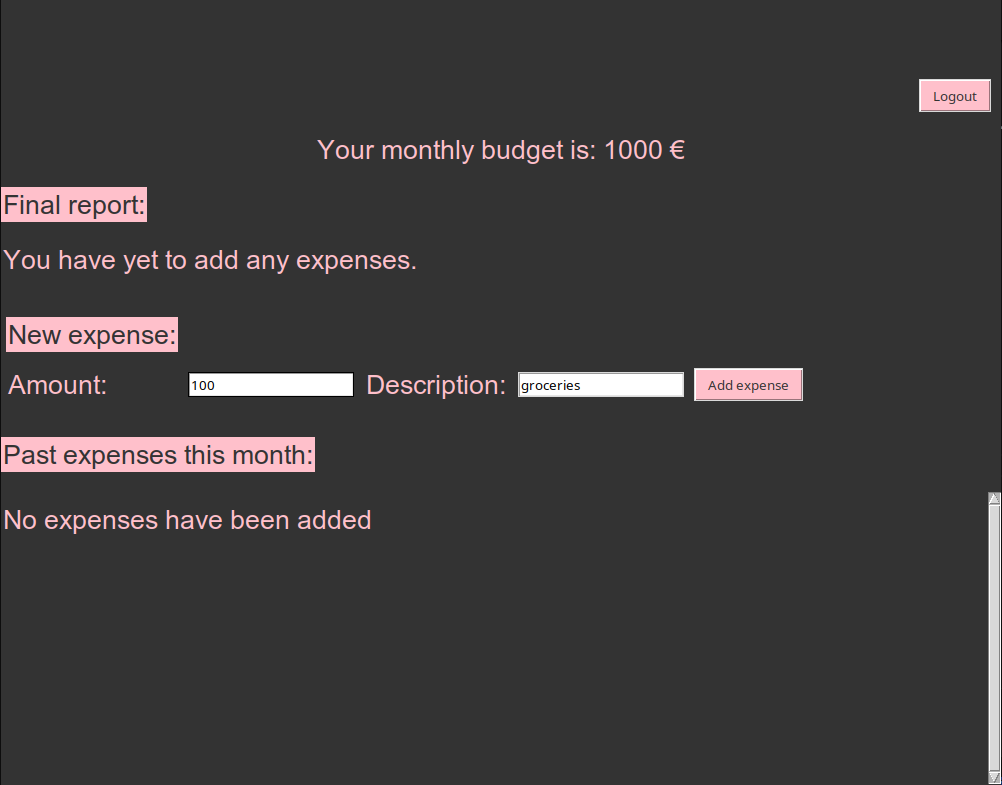 Logout
Your monthly budget is: 1000 €
Final report:
You have yet to add any expenses.
New expense:
Amount: 100 Description: groceries Add expense
Past expenses this month:
No expenses have been added